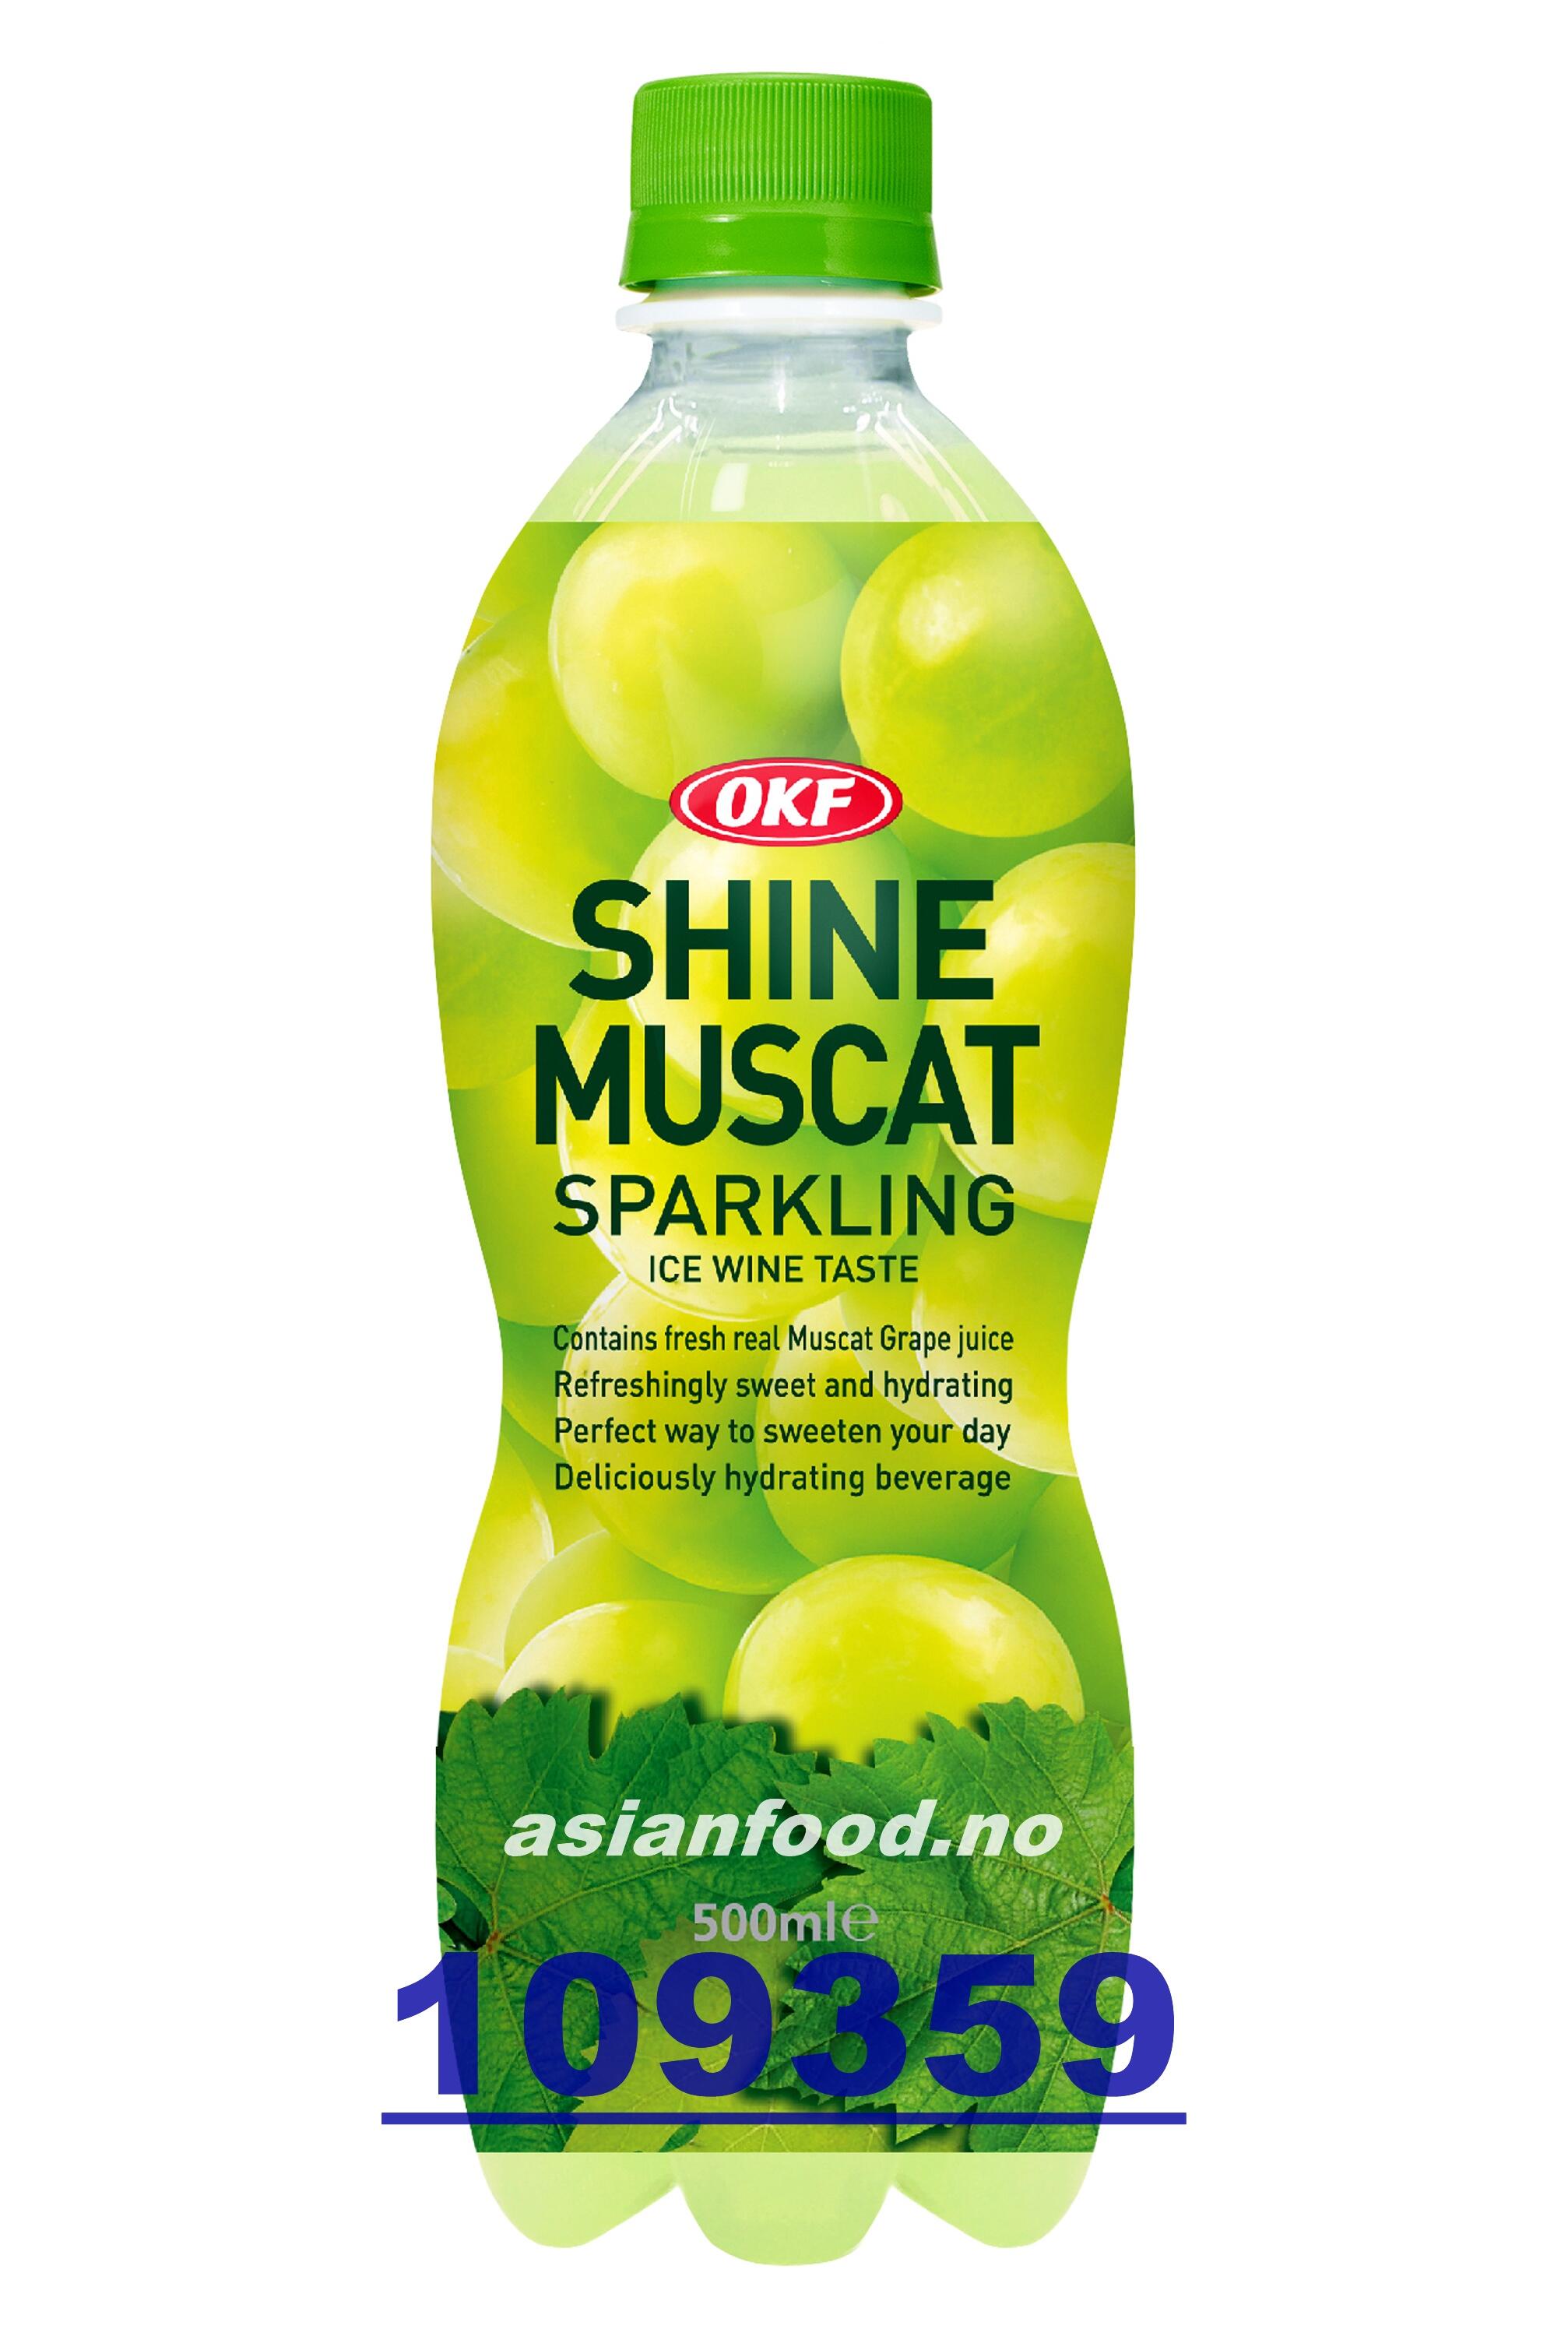 OKF
SHINE
MUSCAT
SPARKLING
ICE WINE TASTE
Contains fresh real Muscat Grape juice
Refreshingly sweet and hydrating
Perfect way to sweeten your day
Deliciously hydrating beverage
asianfood.no
500ml℮
109359